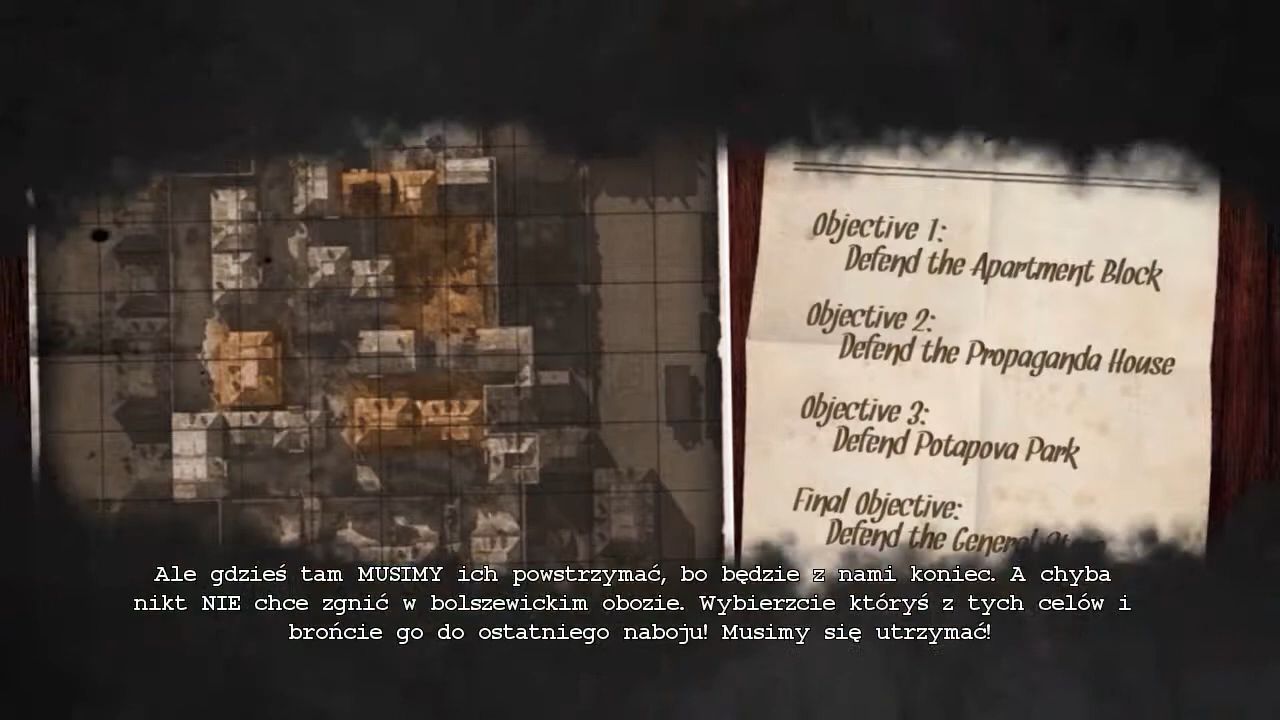 Objective 1:
Defend the Apartment Block
Objective 2:
Defend the Propaganda House
Objective 3:
Defend Potapova Park
Final Objective:
Defend the General
Ale gdzieś tam MUSIMY ich powstrzymać, bo będzie z nami koniec. A chyba
nikt NIE chce zgnić w bolszewickim obozie. Wybierzcie któryś z tych celów i
brońcie go do ostatniego naboju! Musimy się utrzymać!